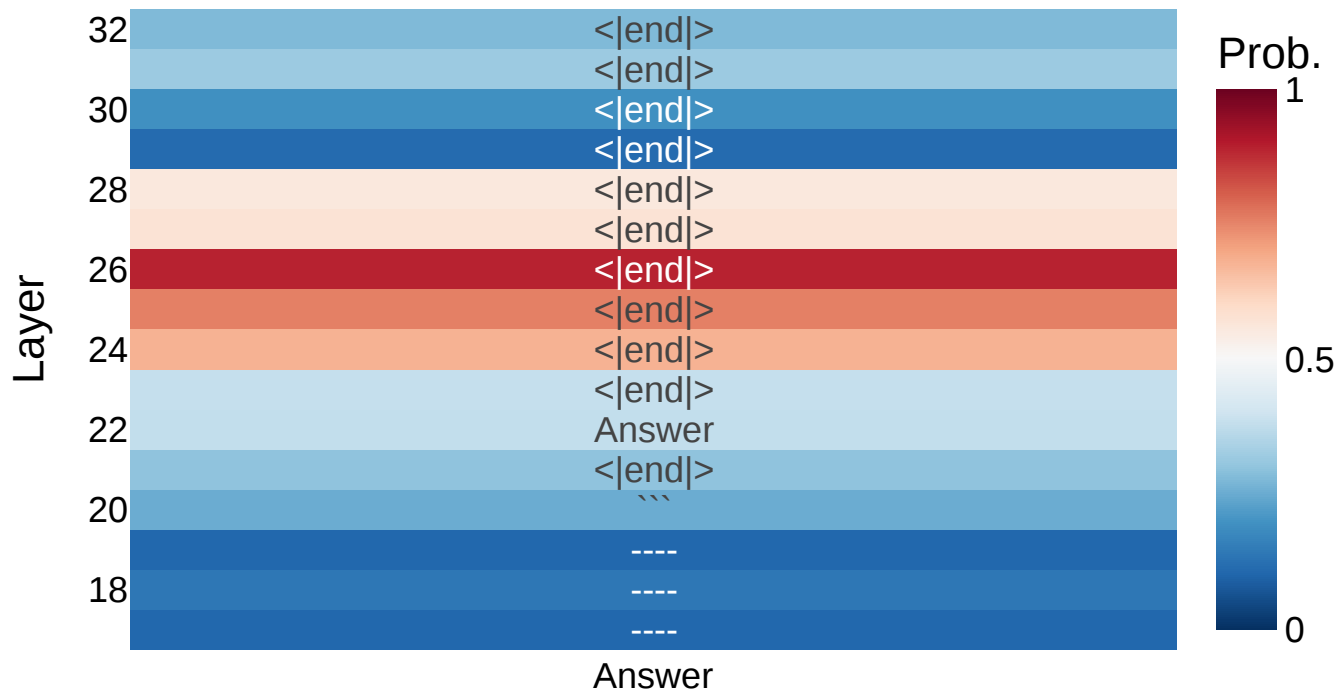 32 <|end|>
<|end|>
Prob.
1
30 <|end|>
<|end|>
28 <|end|>
<|end|>
26 <|end|>
<|end|>
24 <|end|>
0.5
<|end|>
22 Answer
<|end|>
20 ```
----
18 ----
----
0
Layer
Answer